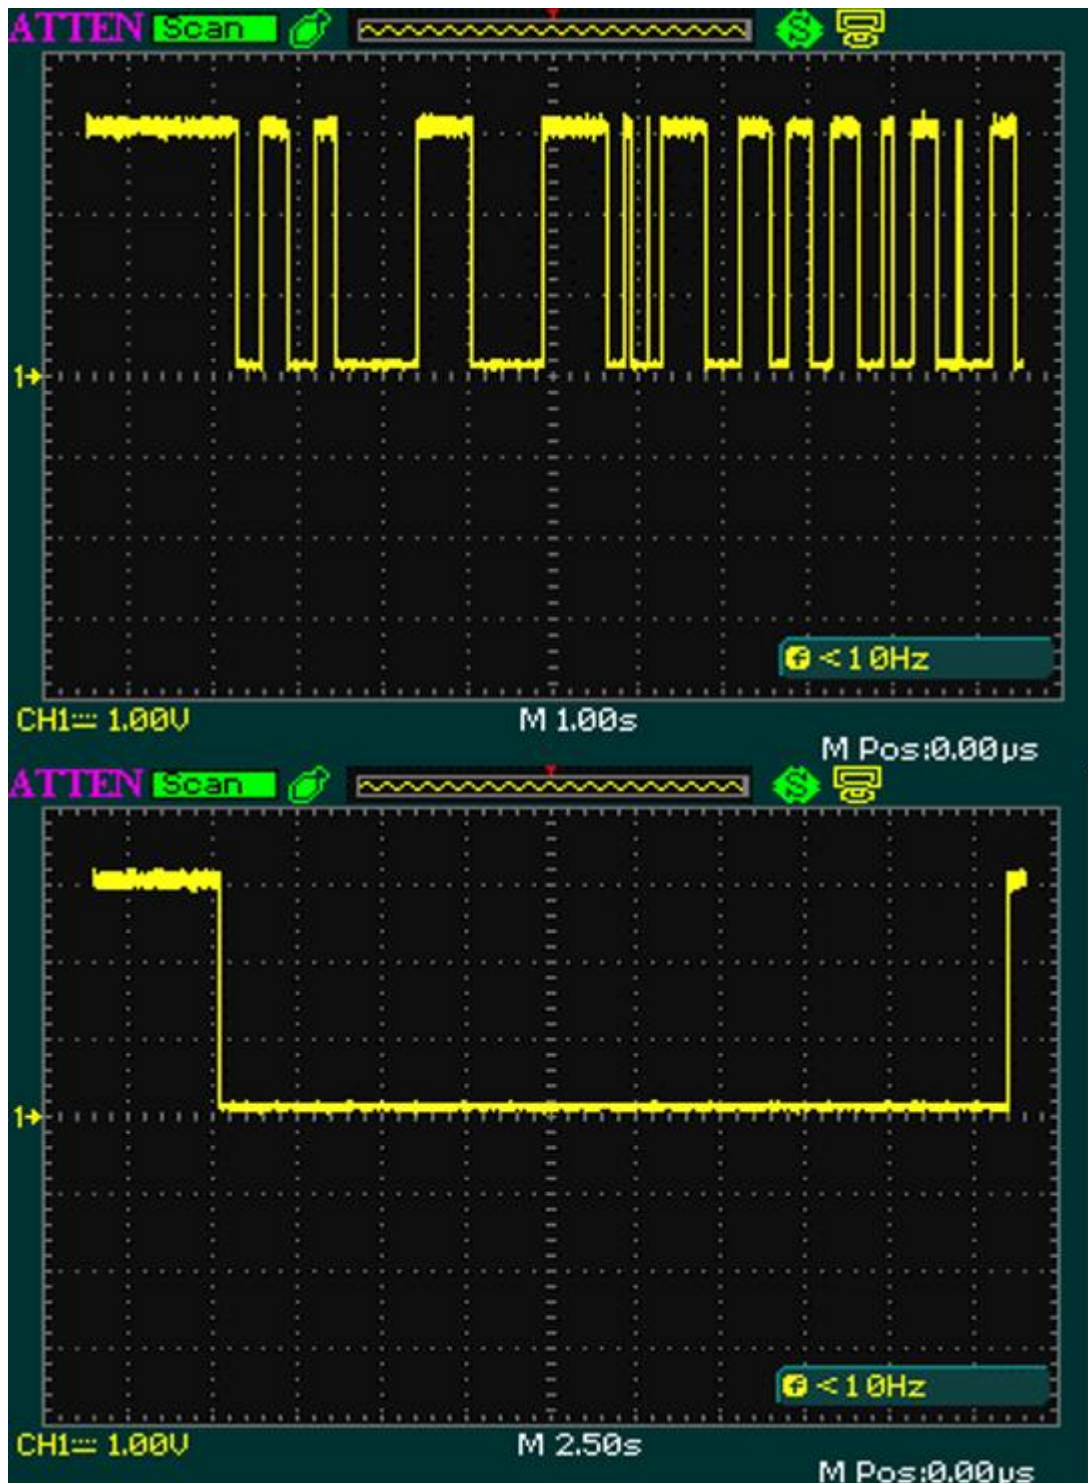 ATTEN Scan S
1
f <10Hz
CH1 1.00V M 1.00s
M Pos:0.00µs
ATTEN Scan S
1
f <10Hz
CH1 1.00V M 2.50s
M Pos:0.00µs